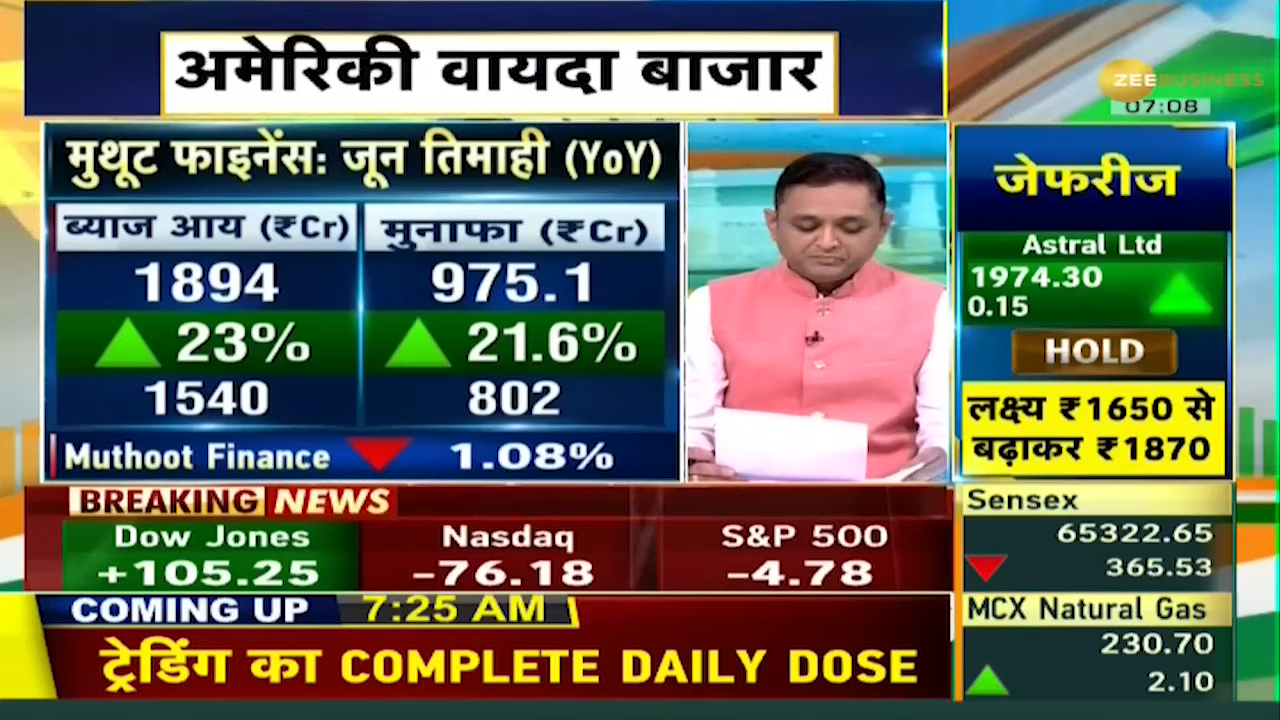 अमेरिकी वायदा बाजार
ZEEBUSINESS
07:08
मुथूट फाइनेंस: जून तिमाही (YoY)
ब्याज आय (₹Cr)
मुनाफा (₹Cr)
1894
975.1
23%
21.6%
1540
802
Muthoot Finance
1.08%
जेफरीज
Astral Ltd
1974.30
0.15
HOLD
लक्ष्य ₹1650 से
बढ़ाकर ₹1870
BREAKING NEWS
Dow Jones
Nasdaq
S&P 500
+105.25
-76.18
-4.78
Sensex
65322.65
365.53
MCX Natural Gas
230.70
2.10
COMING UP
7:25 AM
ट्रेडिंग का COMPLETE DAILY DOSE